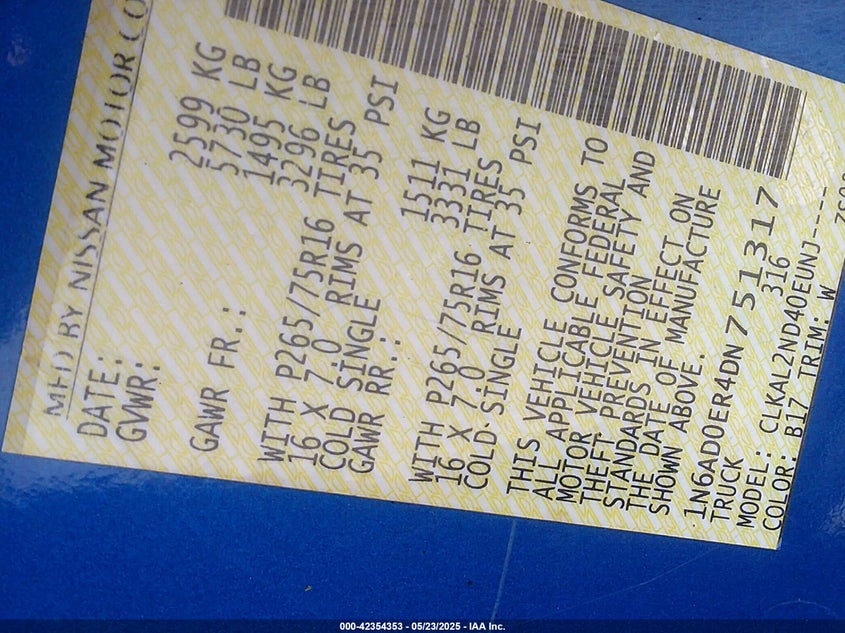 MFD BY NISSAN MOTOR CO
DATE:
GVWR: 2599 KG
5730 LB
GAWR FR.: 1495 KG
3296 LB
WITH P265/75R16 TIRES
16 X 7.0 RIMS AT 35 PSI
COLD SINGLE
GAWR RR.: 1511 KG
3331 LB
WITH P265/75R16 TIRES
16 X 7.0 RIMS AT 35 PSI
COLD SINGLE
THIS VEHICLE CONFORMS TO
ALL APPLICABLE FEDERAL
MOTOR VEHICLE SAFETY AND
THEFT PREVENTION
STANDARDS IN EFFECT ON
THE DATE OF MANUFACTURE
SHOWN ABOVE.
1N6AD0ER4DN751317
TRUCK 316
MODEL: CLKAL2ND40EUNJ----
COLOR: B17 TRIM: W
000-42354353 - 05/23/2025 - IAA Inc.